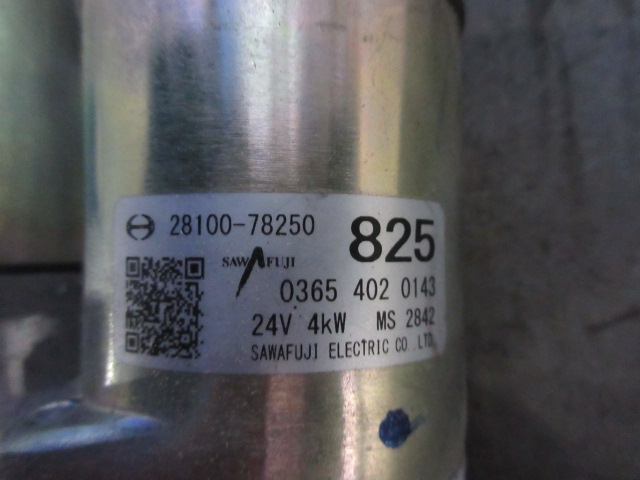 28100-78250 825
SAWAFUJI
0365 402 0143
24V 4kW MS 2842
SAWAFUJI ELECTRIC CO., LTD.